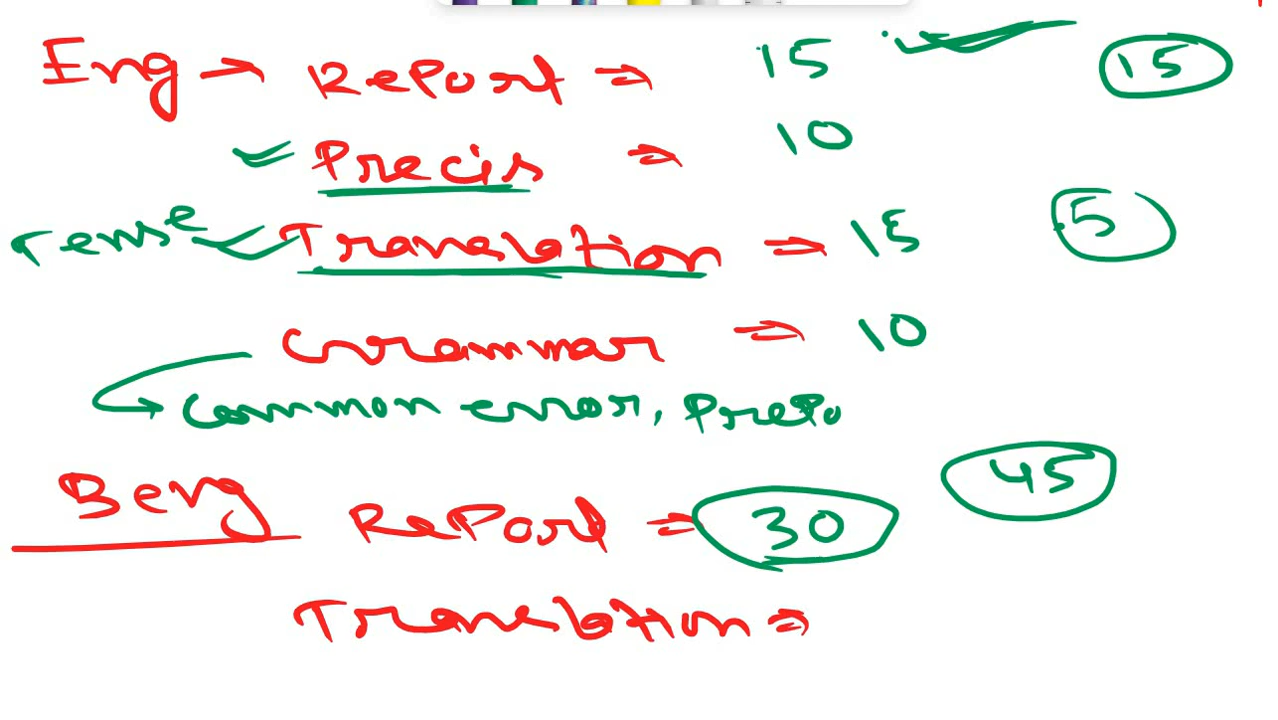 Eng → Report ⇒ 15 15
Precis ⇒ 10
Tense Translation ⇒ 15 5
Grammar ⇒ 10
Common error, Prepo
Beng Report ⇒ 30 45
Translation ⇒